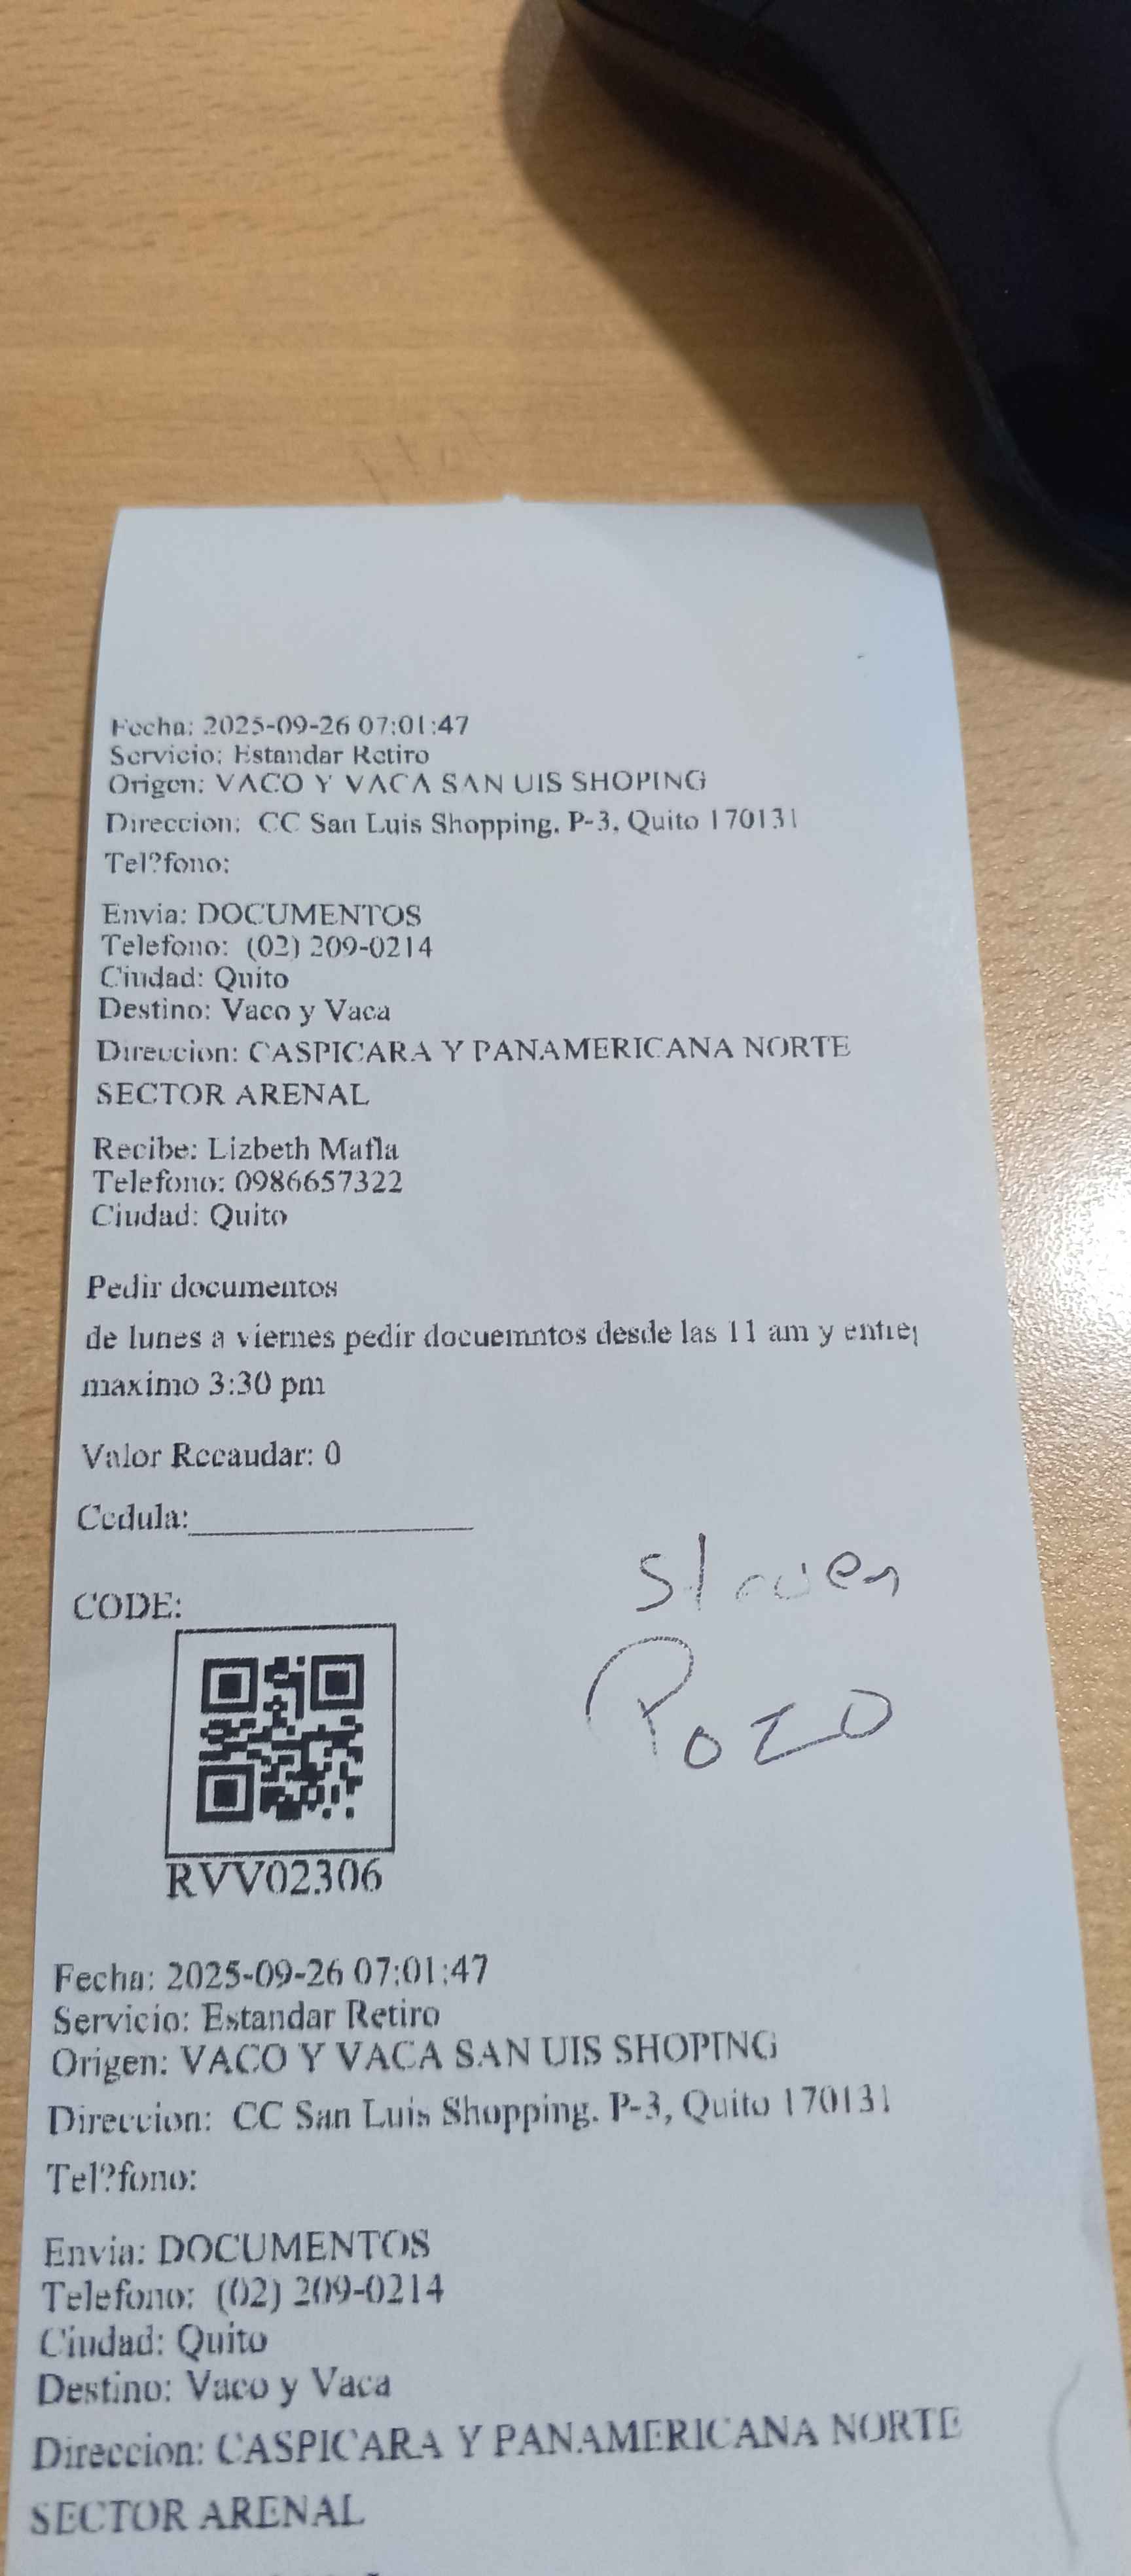 Fecha: 2025-09-26 07:01:47
Servicio: Estandar Retiro
Origen: VACO Y VACA SAN UIS SHOPING
Direccion: CC San Luis Shopping, P-3, Quito 170131
Tel?fono:
Envia: DOCUMENTOS
Telefono: (02) 209-0214
Ciudad: Quito
Destino: Vaco y Vaca
Direccion: CASPICARA Y PANAMERICANA NORTE
SECTOR ARENAL
Recibe: Lizbeth Mafla
Telefono: 0986657322
Ciudad: Quito
Pedir documentos
de lunes a viernes pedir docuemntos desde las 11 am y
maximo 3:30 pm
Valor Recaudar: 0
Cedula:
Pozo
CODE:
RVV02306
Fecha: 2025-09-26 07:01:47
Servicio: Estandar Retiro
Origen: VACO Y VACA SAN UIS SHOPING
Direccion: CC San Luis Shopping, P-3, Quito 170131
Tel?fono:
Envia: DOCUMENTOS
Telefono: (02) 209-0214
Ciudad: Quito
Destino: Vaco y Vaca
Direccion: CASPICARA Y PANAMERICANA NORTE
SECTOR ARENAL